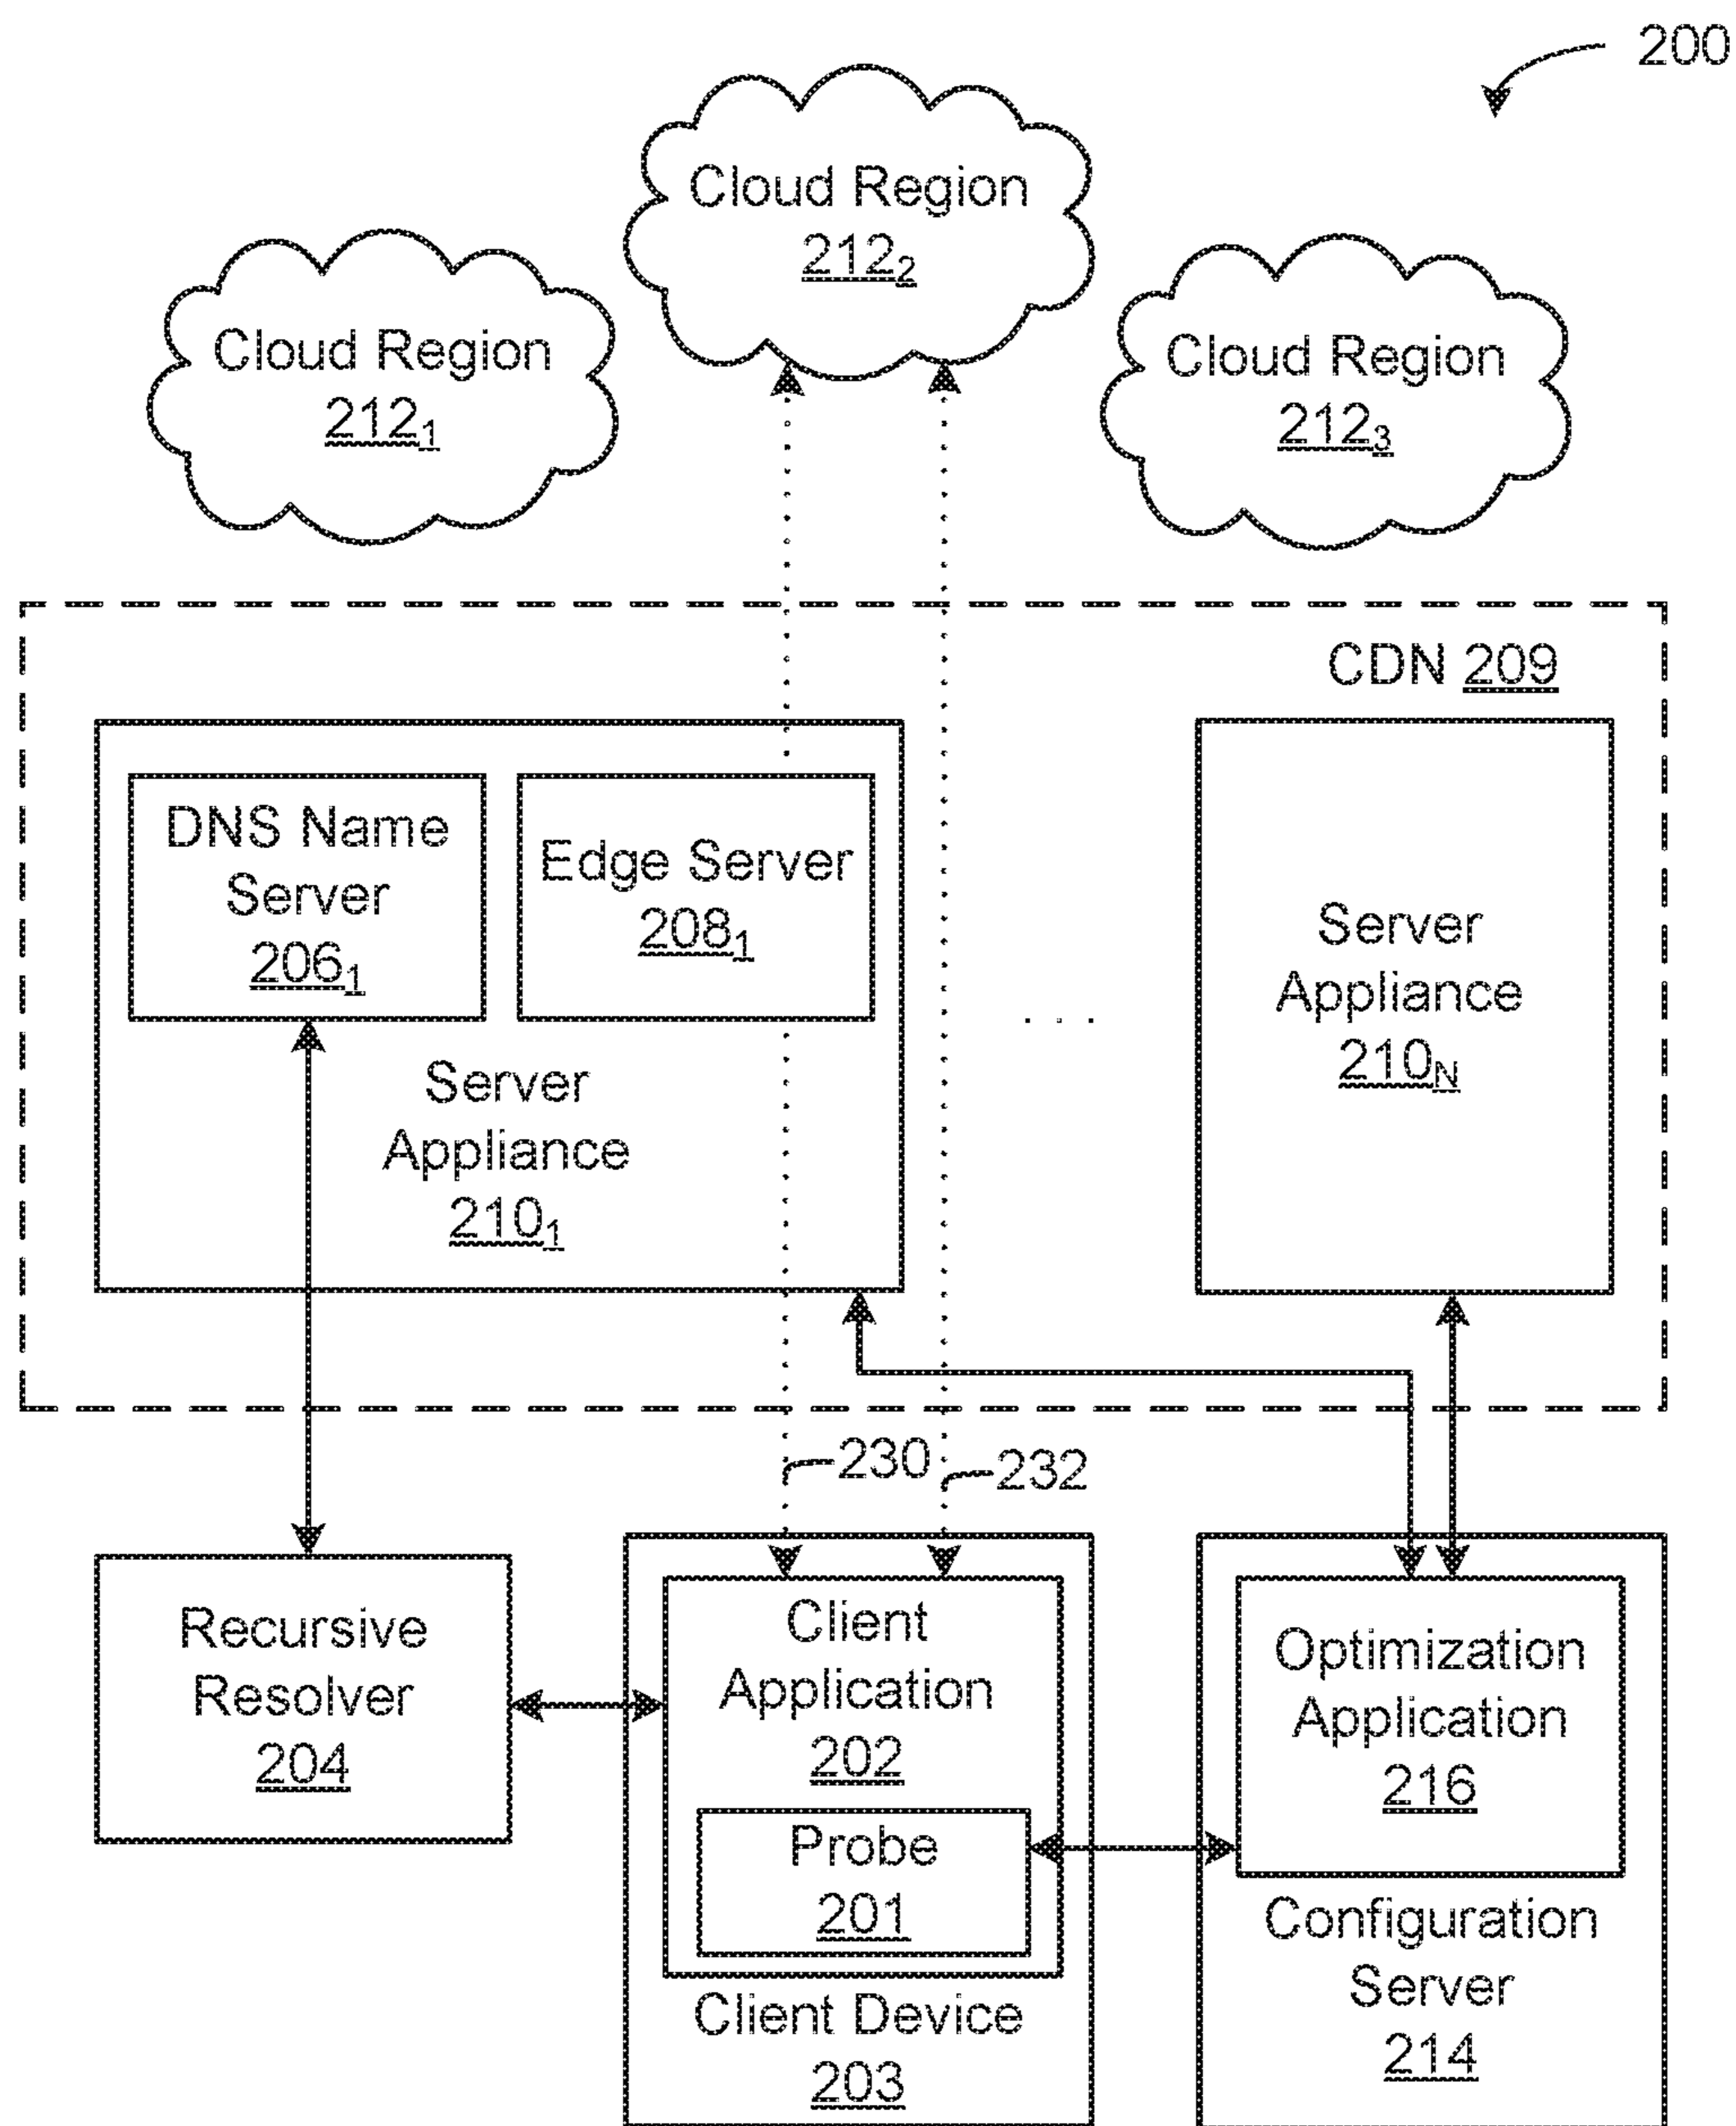 200
Cloud Region
212₂
Cloud Region
212₁
Cloud Region
212₃
CDN 209
DNS Name
Server
206₁
Edge Server
208₁
Server
Appliance
210₁
. . .
Server
Appliance
210N
230
232
Recursive
Resolver
204
Client
Application
202
Probe
201
Client Device
203
Optimization
Application
216
Configuration
Server
214